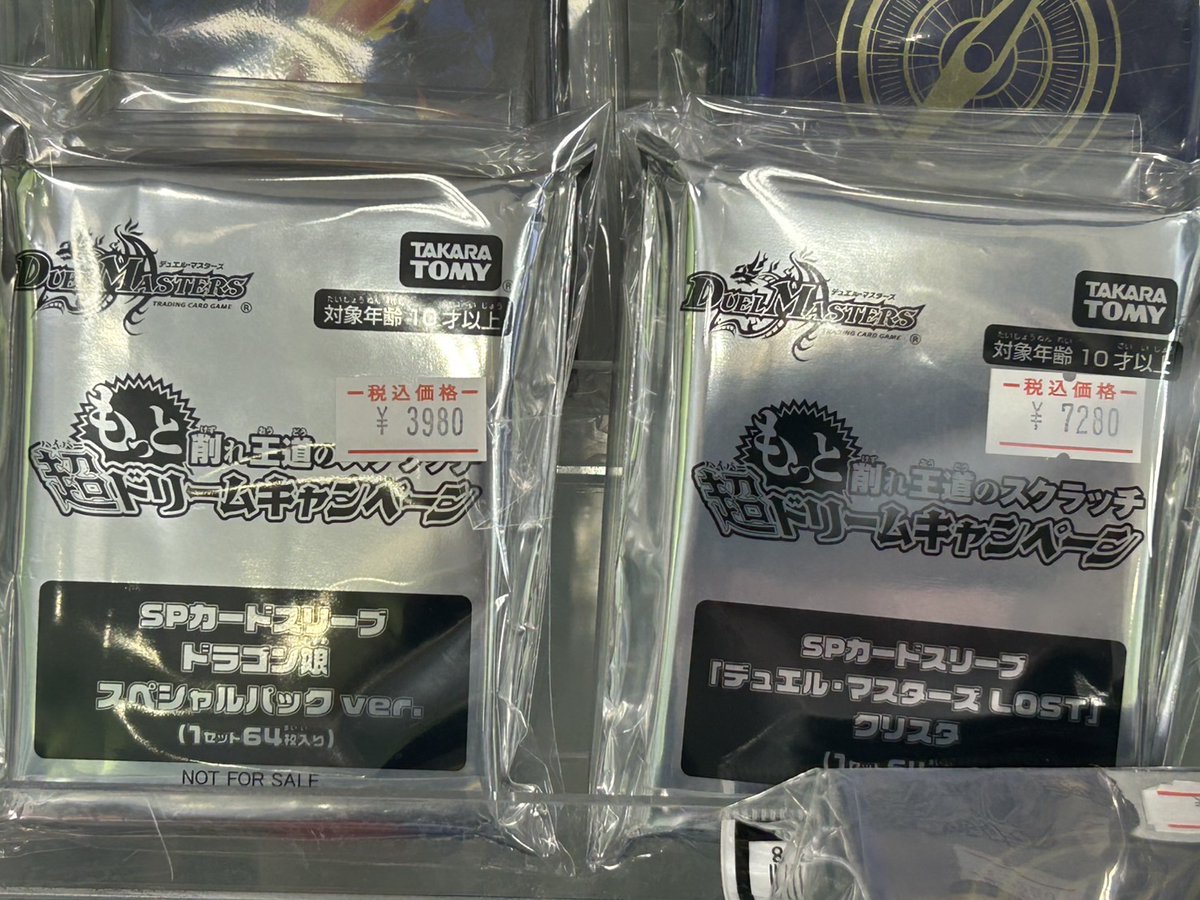 デュエル・マスターズ
DUEL MASTERS
TRADING CARD GAME ®
TAKARA
TOMY
対象年齢 10才以上
税込価格
¥ 3980
もっと
削れ王道のスクラッチ
超ドリームキャンペーン
SPカードスリーブ
ドラゴン娘
スペシャルパック ver.
(1セット64枚入り)
NOT FOR SALE
デュエル・マスターズ
DUEL MASTERS
TRADING CARD GAME ®
TAKARA
TOMY
対象年齢 10才以上
税込価格
¥ 7280
もっと
削れ王道のスクラッチ
超ドリームキャンペーン
SPカードスリーブ
「デュエル・マスターズ LOST」
クリスタ